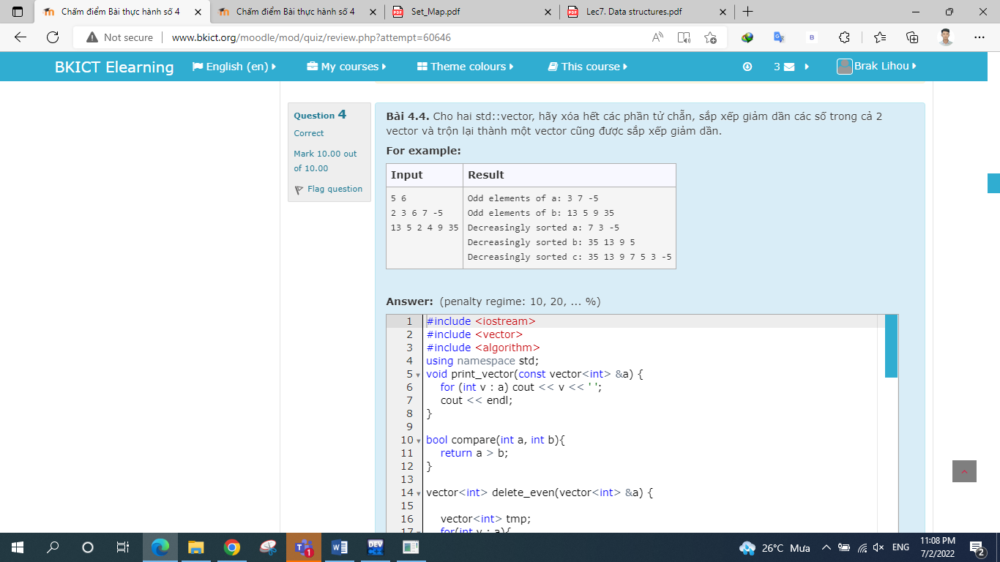 Chấm điểm Bài thực hành số 4
Chấm điểm Bài thực hành số 4
Set_Map.pdf
Lec7. Data structures.pdf
Not secure | www.bkict.org/moodle/mod/quiz/review.php?attempt=60646
BKICT Elearning
English (en)
My courses
Theme colours
This course
3
Brak Lihou
Question 4
Correct
Mark 10.00 out
of 10.00
Flag question
Bài 4.4. Cho hai std::vector, hãy xóa hết các phần tử chẵn, sắp xếp giảm dần các số trong cả 2
vector và trộn lại thành một vector cũng được sắp xếp giảm dần.
For example:
Input Result
5 6 Odd elements of a: 3 7 -5
2 3 6 7 -5 Odd elements of b: 13 5 9 35
13 5 2 4 9 35 Decreasingly sorted a: 7 3 -5
Decreasingly sorted b: 35 13 9 5
Decreasingly sorted c: 35 13 9 7 5 3 -5
Answer: (penalty regime: 10, 20, ... %)
1 #include <iostream>
2 #include <vector>
3 #include <algorithm>
4 using namespace std;
5 void print_vector(const vector<int> &a) {
6 for (int v : a) cout << v << ' ';
7 cout << endl;
8 }
9
10 bool compare(int a, int b){
11 return a > b;
12 }
13
14 vector<int> delete_even(vector<int> &a) {
15
16 vector<int> tmp;
17 for(int v : a){
26°C Mưa
ENG
11:08 PM
7/2/2022